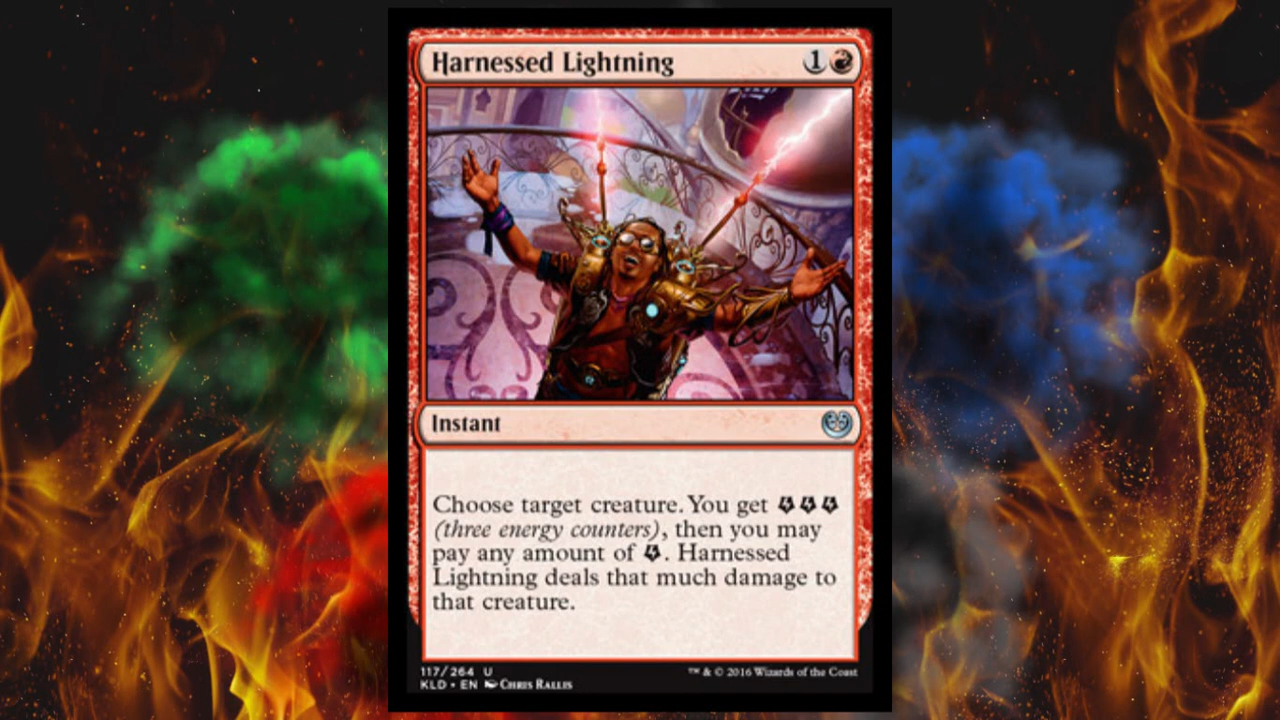 Harnessed Lightning 1
Instant
Choose target creature. You get
(three energy counters), then you may
pay any amount of . Harnessed
Lightning deals that much damage to
that creature.
117/264 U
™ & © 2016 Wizards of the Coast
KLD • EN Chris Rallis